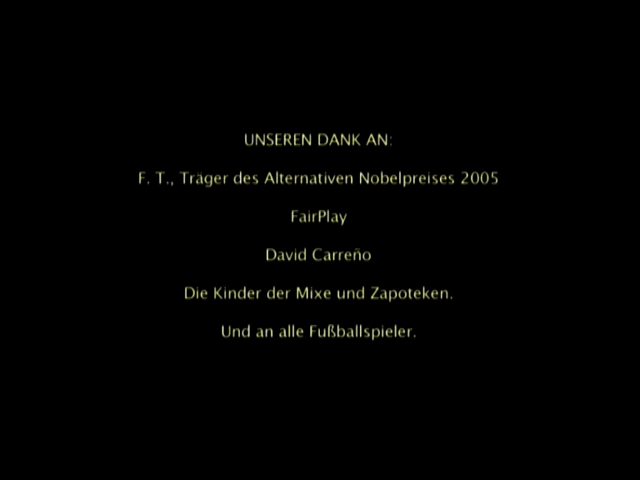 UNSEREN DANK AN:
F. T., Träger des Alternativen Nobelpreises 2005
FairPlay
David Carreño
Die Kinder der Mixe und Zapoteken.
Und an alle Fußballspieler.